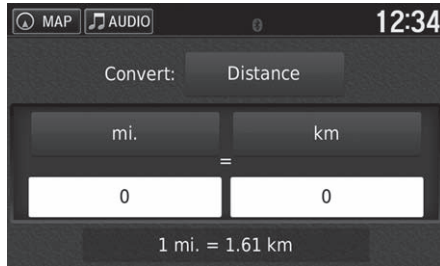 MAP AUDIO 12:34
Convert: Distance
mi. km
=
0 0
1 mi. = 1.61 km